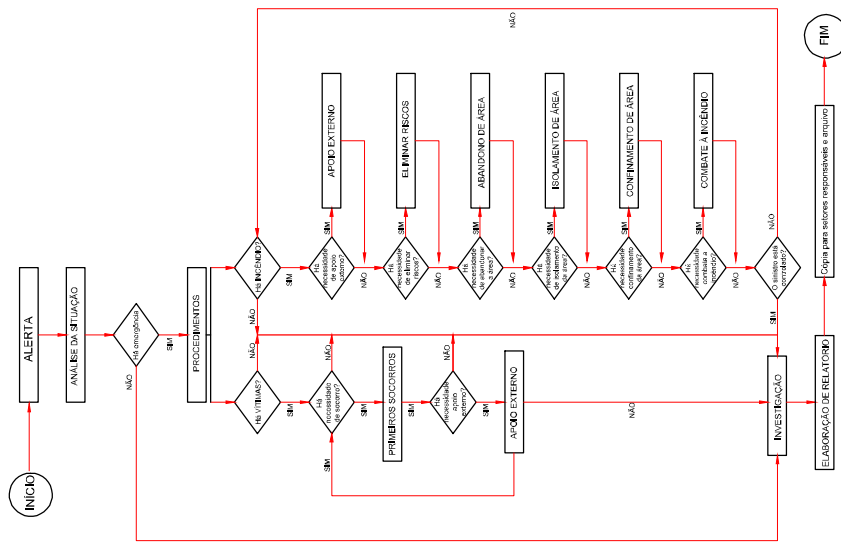 INÍCIO
ALERTA
ANÁLISE DA SITUAÇÃO
Há emergência
NÃO
SIM
PROCEDIMENTOS
Há VÍTIMAS?
NÃO
SIM
Há
nocossidado
de socorro?
NÃO
SIM
SIM
PRIMEIROS SOCORROS
SIM
Há
necessidade
apoio
externo?
NÃO
SIM
APOIO EXTERNO
NÃO
Há INCÊNDIO?
NÃO
SIM
Há
necessidade
de apoio
externo?
SIM
APOIO EXTERNO
NÃO
Há
necessidade
de eliminar
riscos?
SIM
ELIMINAR RISCOS
NÃO
Há
necessidade
de abandonar
a área?
SIM
ABANDONO DE ÁREA
NÃO
Há
necessidade
de isolamento
da área?
SIM
ISOLAMENTO DE ÁREA
NÃO
Há
necessidade
confinamento
da área?
SIM
CONFINAMENTO DE ÁREA
NÃO
Há
necessidade
combate a
incêndio?
SIM
COMBATE À INCÊNDIO
NÃO
O sinistro está
controlado?
NÃO
NÃO
SIM
INVESTIGAÇÃO
ELABORAÇÃO DE RELATÓRIO
Cópia para setores responsáveis e arquivo
FIM